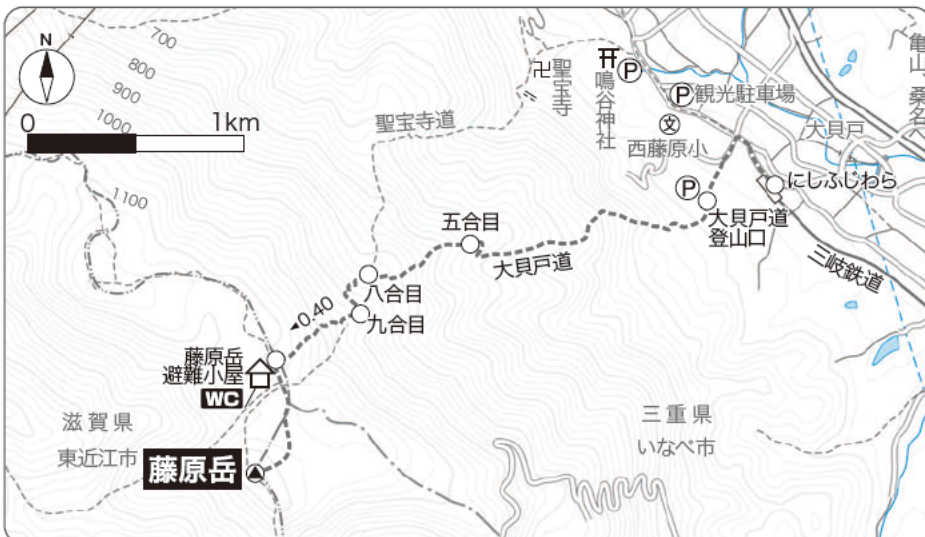 N
0
1km
700
800
900
1000
1100
聖宝寺道
卍
聖宝寺
鳴谷神社
P
P
観光駐車場
文
西藤原小
大貝戸
亀山、桑名
にしふじわら
P
大貝戸道
登山口
三岐鉄道
五合目
大貝戸道
八合目
0.40
九合目
藤原岳
避難小屋
WC
滋賀県
東近江市
藤原岳
三重県
いなべ市